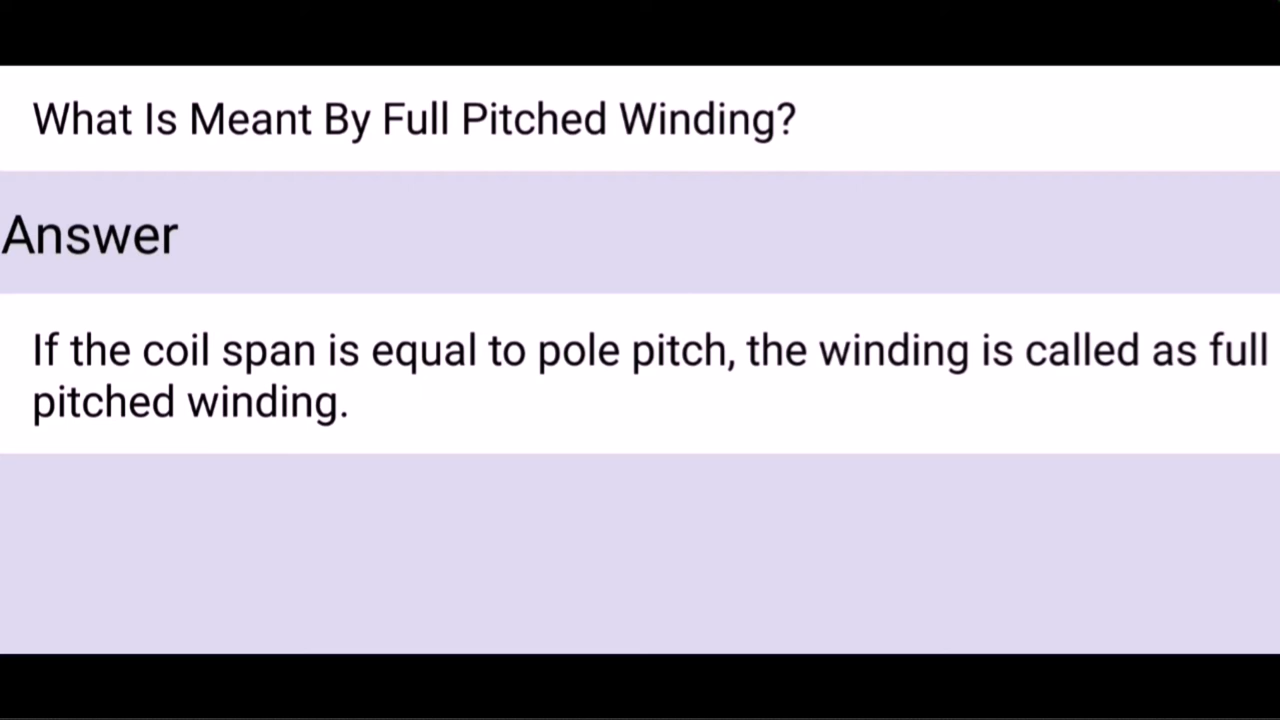 What Is Meant By Full Pitched Winding?
Answer
If the coil span is equal to pole pitch, the winding is called as full
pitched winding.